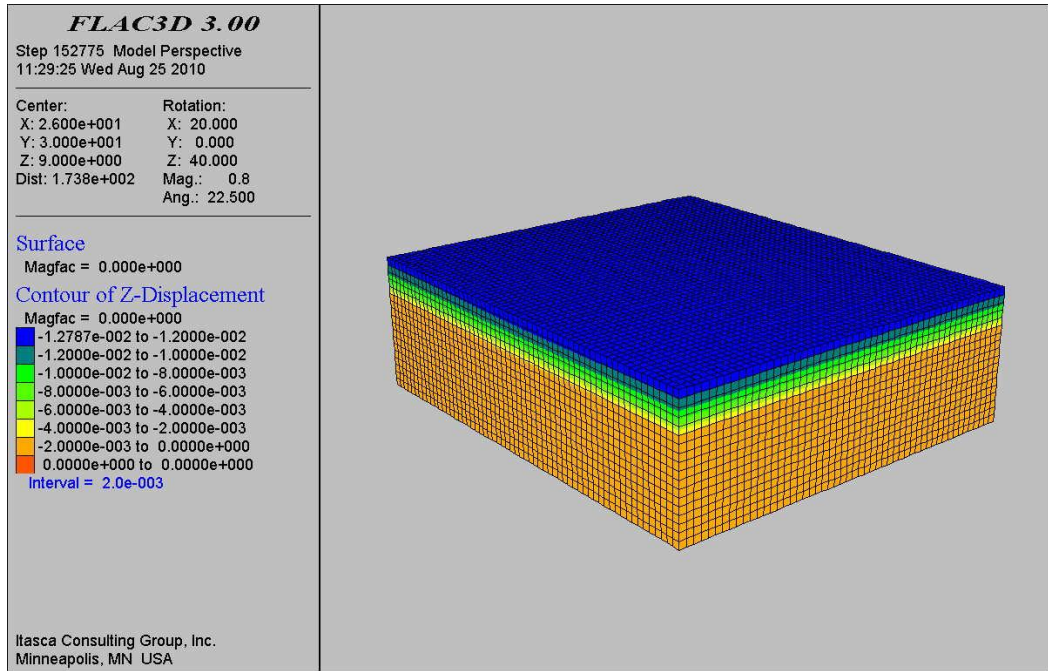 FLAC3D 3.00
Step 152775 Model Perspective
11:29:25 Wed Aug 25 2010
Center: Rotation:
X: 2.600e+001 X: 20.000
Y: 3.000e+001 Y: 0.000
Z: 9.000e+000 Z: 40.000
Dist: 1.738e+002 Mag.: 0.8
Ang.: 22.500
Surface
Magfac = 0.000e+000
Contour of Z-Displacement
Magfac = 0.000e+000
-1.2787e-002 to -1.2000e-002
-1.2000e-002 to -1.0000e-002
-1.0000e-002 to -8.0000e-003
-8.0000e-003 to -6.0000e-003
-6.0000e-003 to -4.0000e-003
-4.0000e-003 to -2.0000e-003
-2.0000e-003 to 0.0000e+000
0.0000e+000 to 0.0000e+000
Interval = 2.0e-003
Itasca Consulting Group, Inc.
Minneapolis, MN USA